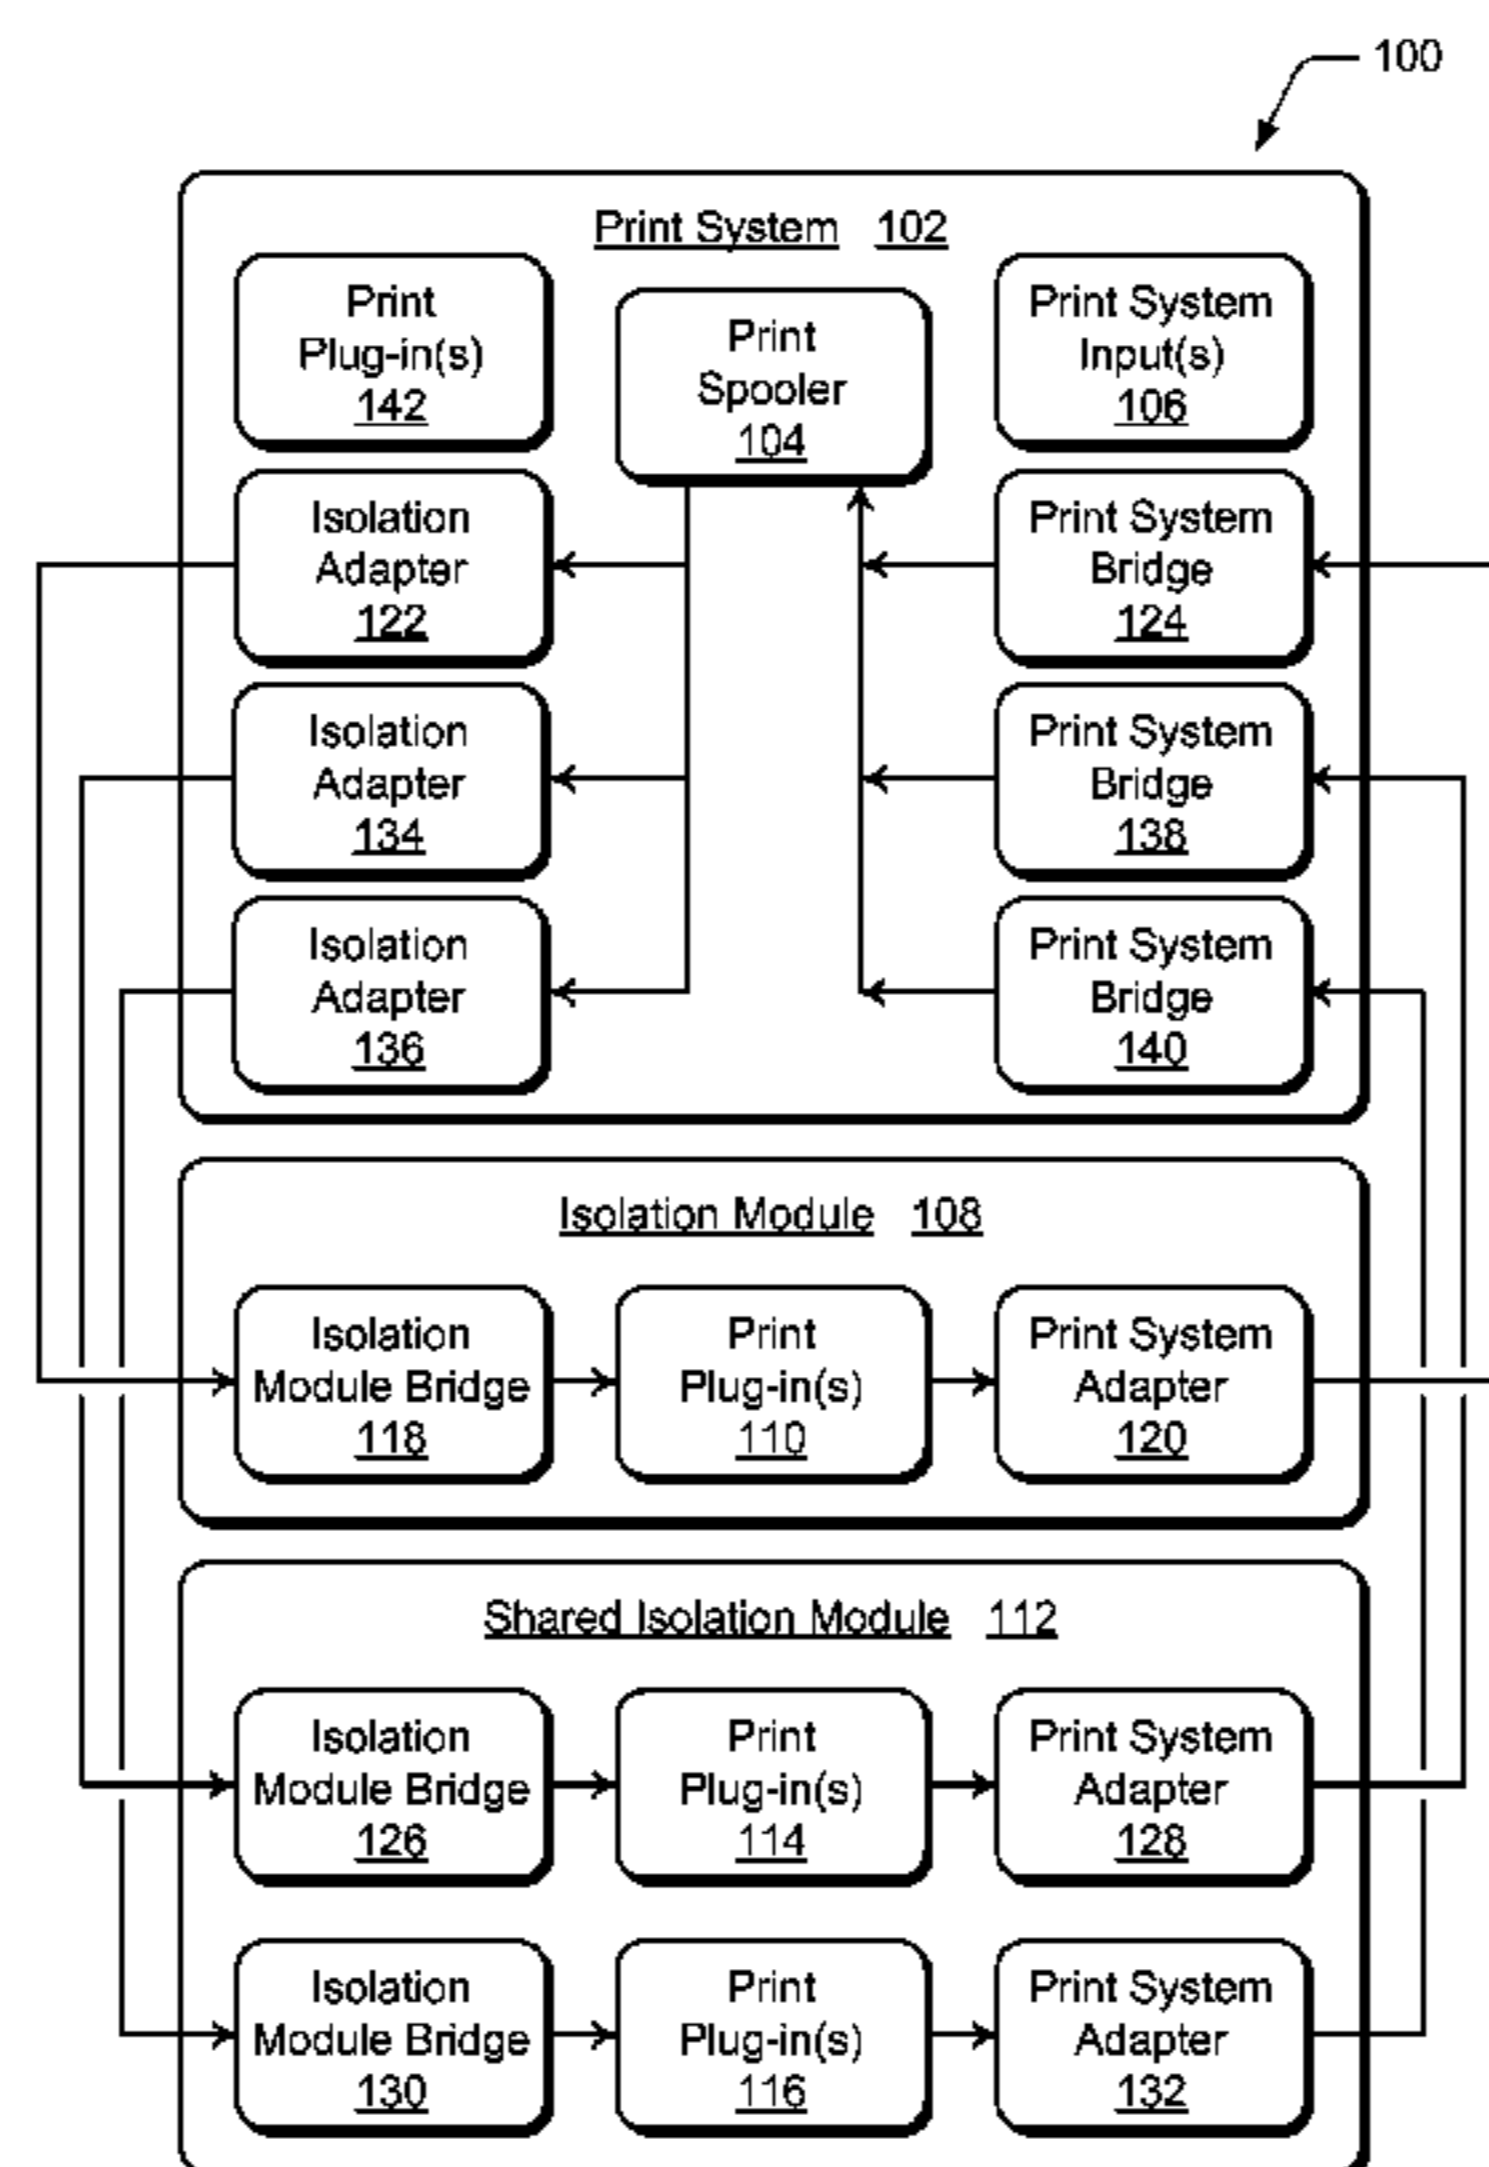 100
Print System 102
Print
Plug-in(s)
142
Print
Spooler
104
Print System
Input(s)
106
Isolation
Adapter
122
Print System
Bridge
124
Isolation
Adapter
134
Print System
Bridge
138
Isolation
Adapter
136
Print System
Bridge
140
Isolation Module 108
Isolation
Module Bridge
118
Print
Plug-in(s)
110
Print System
Adapter
120
Shared Isolation Module 112
Isolation
Module Bridge
126
Print
Plug-in(s)
114
Print System
Adapter
128
Isolation
Module Bridge
130
Print
Plug-in(s)
116
Print System
Adapter
132